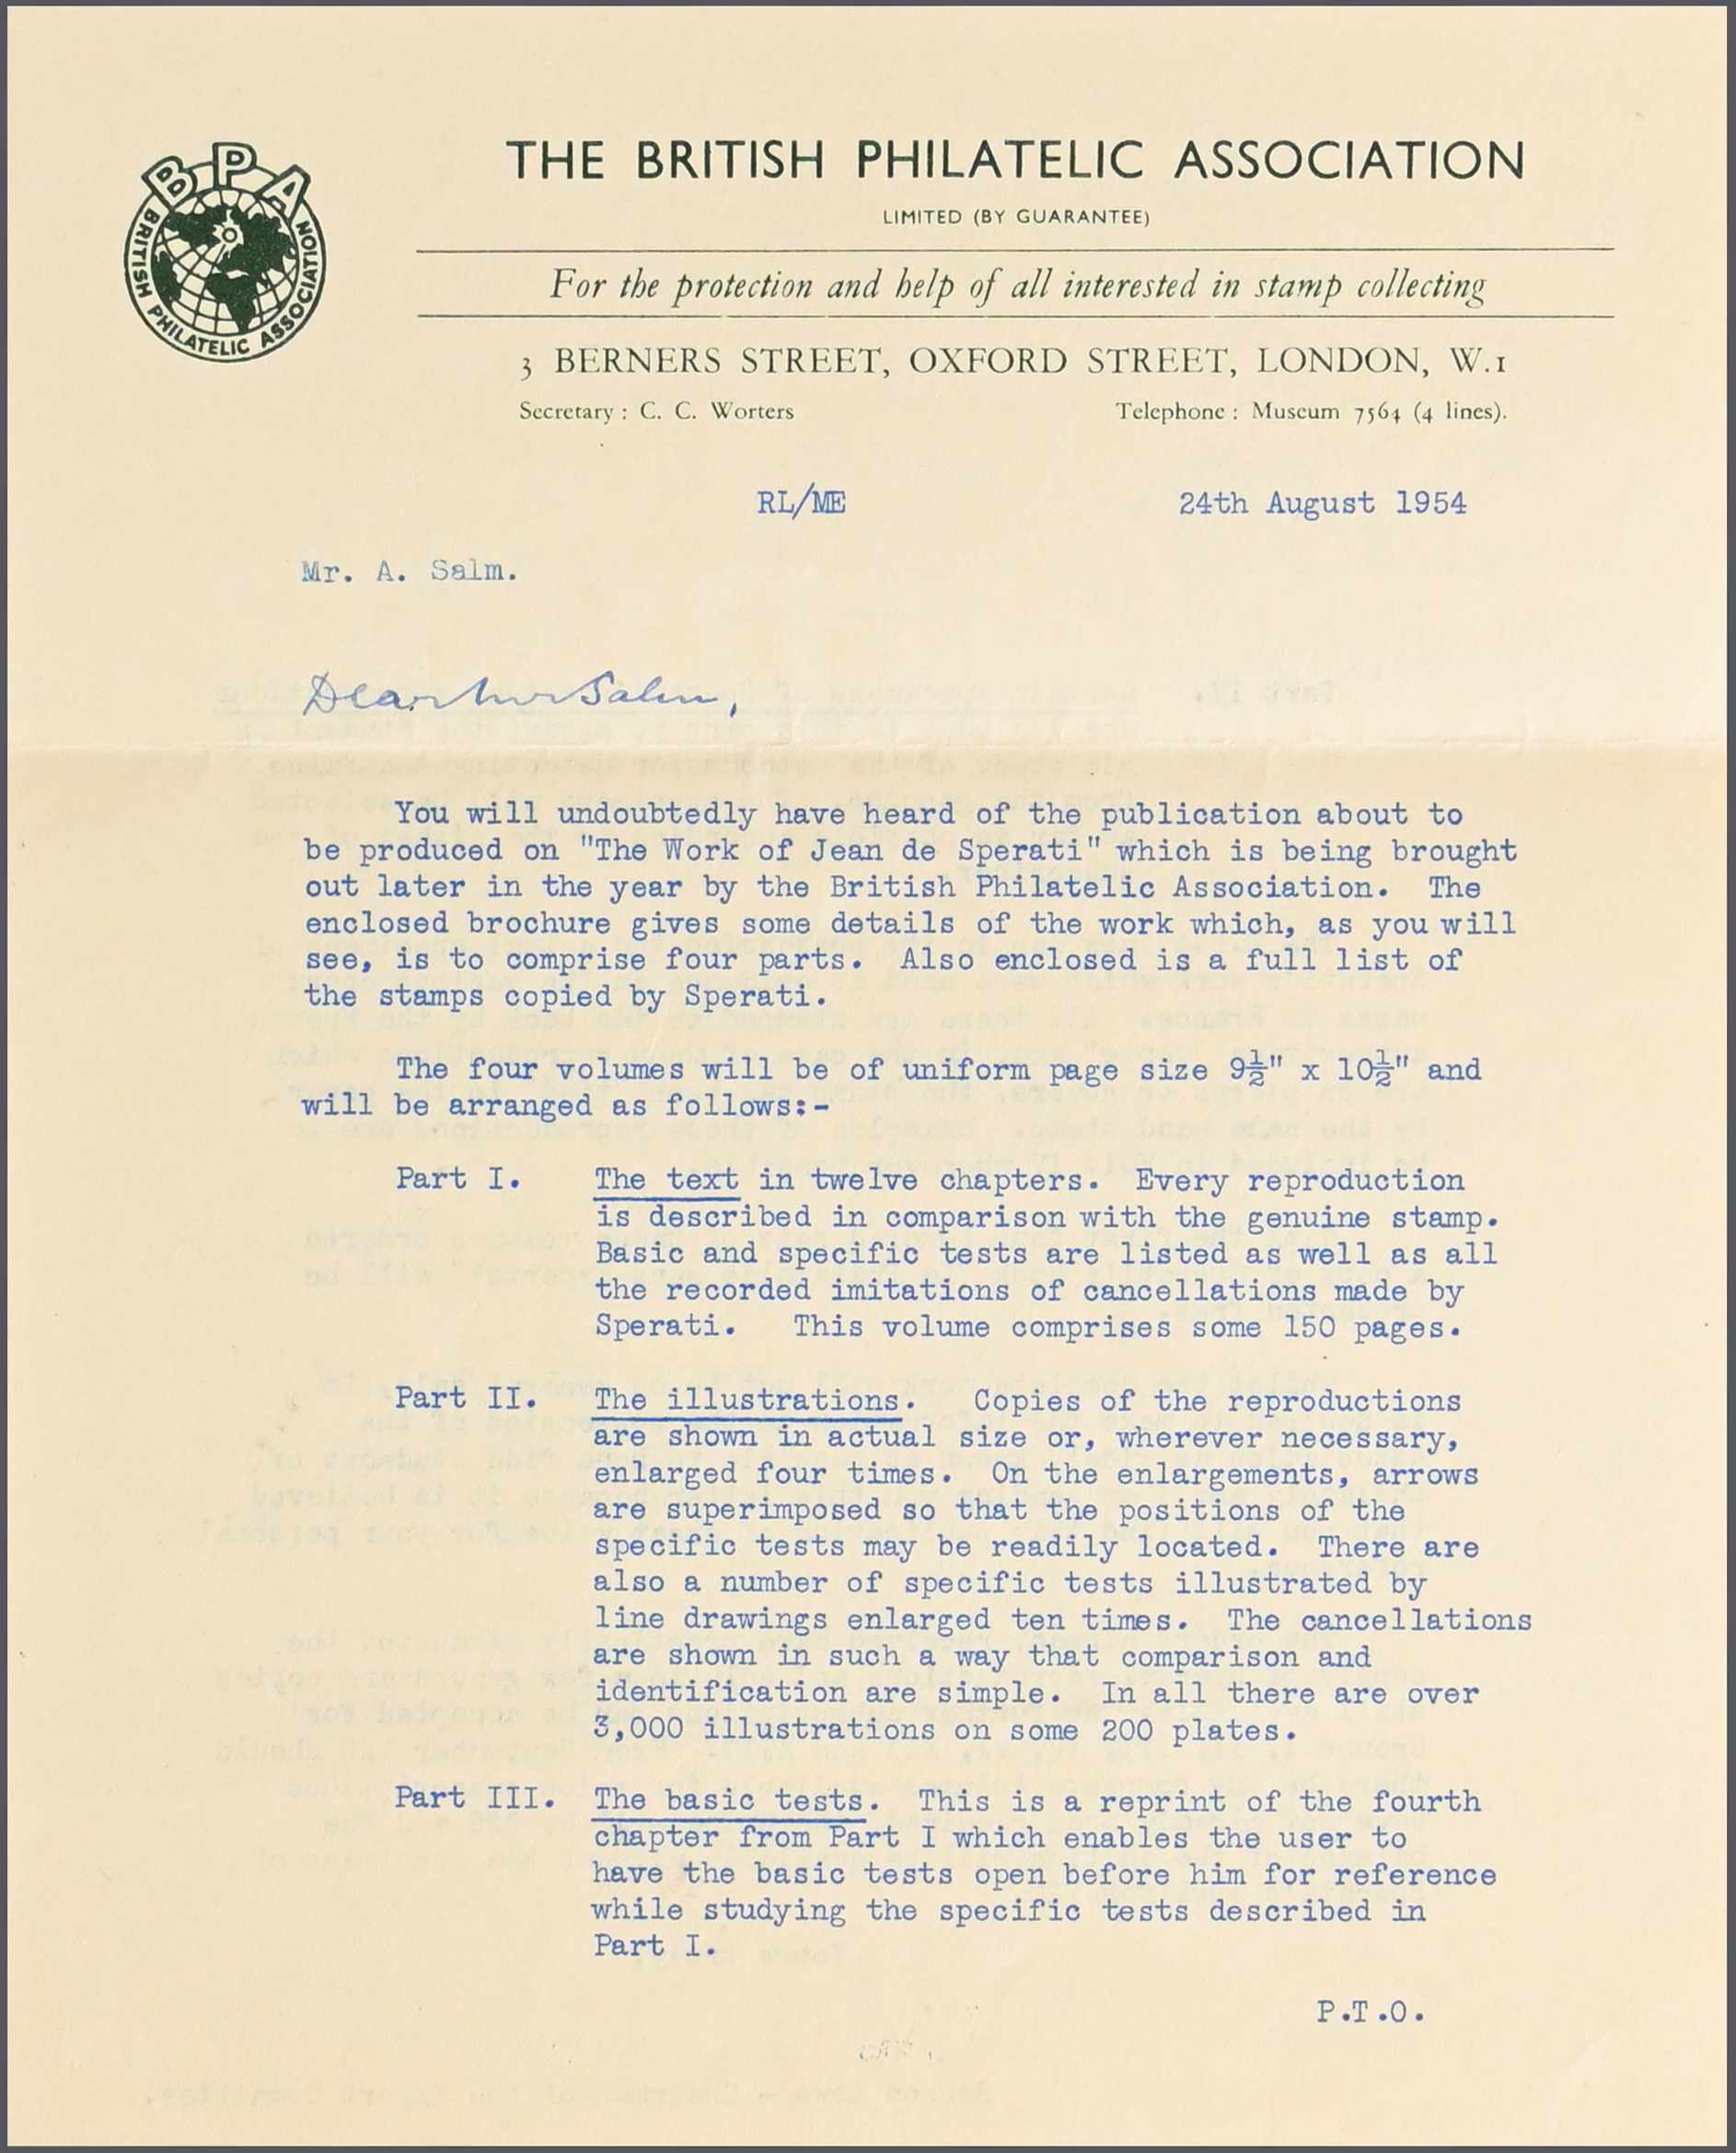 BPA
BRITISH PHILATELIC ASSOCIATION
THE BRITISH PHILATELIC ASSOCIATION
LIMITED (BY GUARANTEE)
For the protection and help of all interested in stamp collecting
3 BERNERS STREET, OXFORD STREET, LONDON, W.1
Secretary : C. C. Worters Telephone : Museum 7564 (4 lines).
RL/ME 24th August 1954
Mr. A. Salm.
Dear Mr Salm,
You will undoubtedly have heard of the publication about to
be produced on "The Work of Jean de Sperati" which is being brought
out later in the year by the British Philatelic Association. The
enclosed brochure gives some details of the work which, as you will
see, is to comprise four parts. Also enclosed is a full list of
the stamps copied by Sperati.
The four volumes will be of uniform page size 9½" x 10½" and
will be arranged as follows:-
Part I. The text in twelve chapters. Every reproduction
is described in comparison with the genuine stamp.
Basic and specific tests are listed as well as all
the recorded imitations of cancellations made by
Sperati. This volume comprises some 150 pages.
Part II. The illustrations. Copies of the reproductions
are shown in actual size or, wherever necessary,
enlarged four times. On the enlargements, arrows
are superimposed so that the positions of the
specific tests may be readily located. There are
also a number of specific tests illustrated by
line drawings enlarged ten times. The cancellations
are shown in such a way that comparison and
identification are simple. In all there are over
3,000 illustrations on some 200 plates.
Part III. The basic tests. This is a reprint of the fourth
chapter from Part I which enables the user to
have the basic tests open before him for reference
while studying the specific tests described in
Part I.
P.T.O.